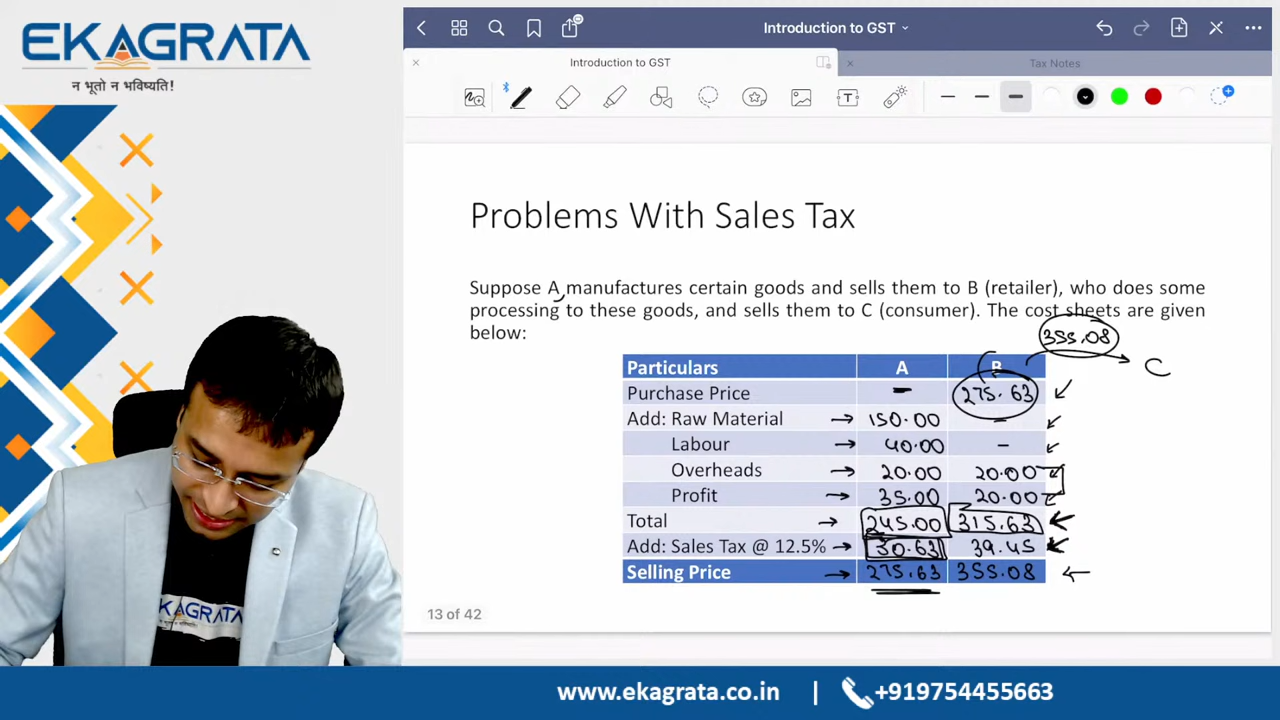 EKAGRATA
न भूतो न भविष्यति!
Introduction to GST
Introduction to GST
Tax Notes
T
Problems With Sales Tax
Suppose A manufactures certain goods and sells them to B (retailer), who does some
processing to these goods, and sells them to C (consumer). The cost sheets are given
below:
355.08
C
Particulars A B
Purchase Price - 275.63
Add: Raw Material → 150.00 -
Labour → 40.00 -
Overheads → 20.00 20.00
Profit → 35.00 20.00
Total → 245.00 315.63
Add: Sales Tax @ 12.5% → 30.63 39.45
Selling Price → 275.63 355.08
13 of 42
EKAGRATA
www.ekagrata.co.in | +919754455663